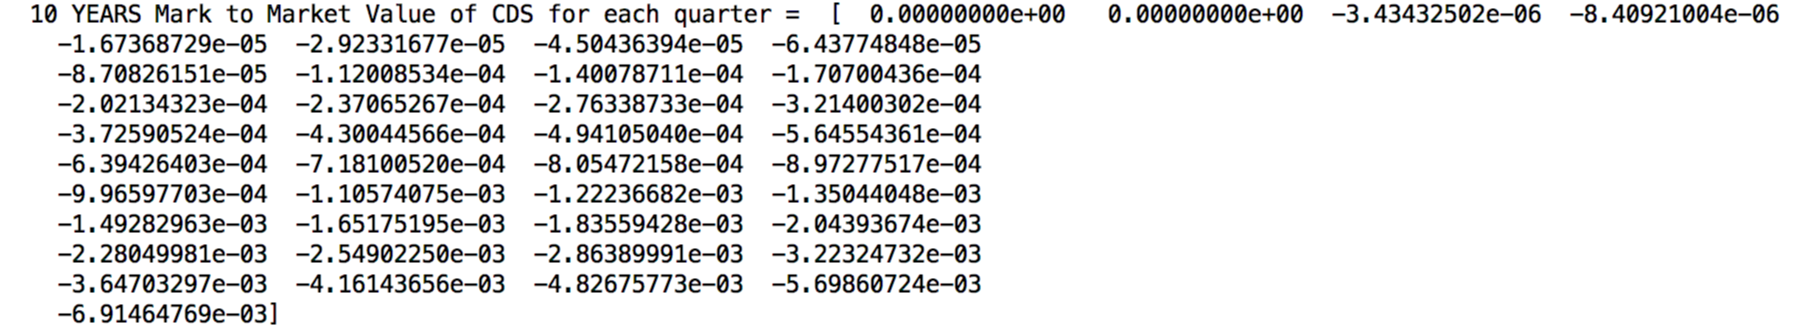 10 YEARS Mark to Market Value of CDS for each quarter =  [  0.00000000e+00   0.00000000e+00  -3.43432502e-06  -8.40921004e-06
-1.67368729e-05  -2.92331677e-05  -4.50436394e-05  -6.43774848e-05
-8.70826151e-05  -1.12008534e-04  -1.40078711e-04  -1.70700436e-04
-2.02134323e-04  -2.37065267e-04  -2.76338733e-04  -3.21400302e-04
-3.72590524e-04  -4.30044566e-04  -4.94105040e-04  -5.64554361e-04
-6.39426403e-04  -7.18100520e-04  -8.05472158e-04  -8.97277517e-04
-9.96597703e-04  -1.10574075e-03  -1.22236682e-03  -1.35044048e-03
-1.49282963e-03  -1.65175195e-03  -1.83559428e-03  -2.04393674e-03
-2.28049981e-03  -2.54902250e-03  -2.86389991e-03  -3.22324732e-03
-3.64703297e-03  -4.16143656e-03  -4.82675773e-03  -5.69860724e-03
-6.91464769e-03]